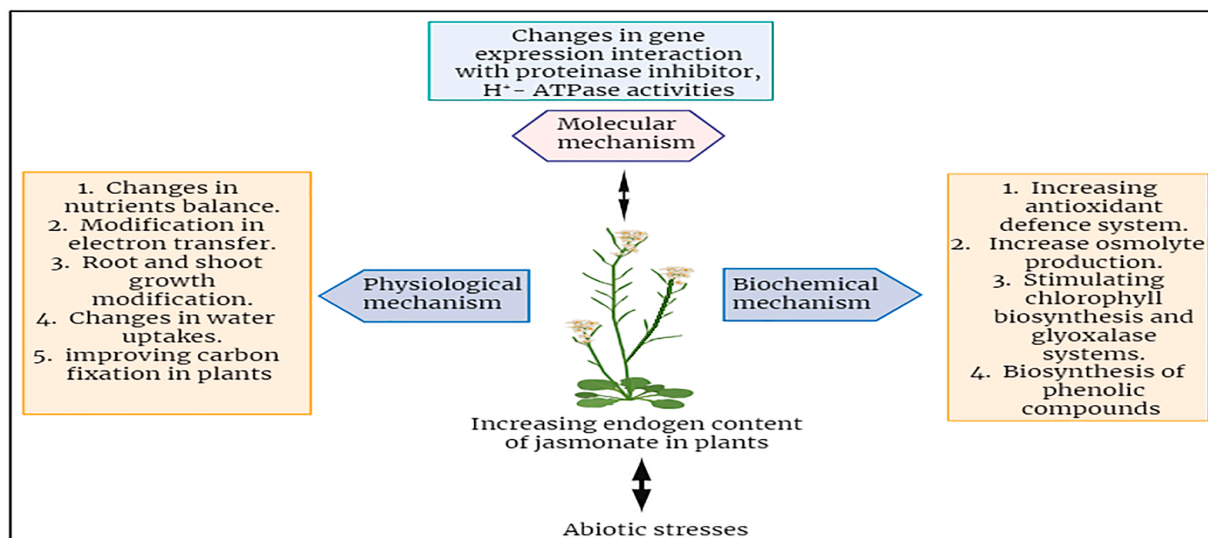 Changes in gene
expression interaction
with proteinase inhibitor,
H⁺- ATPase activities
Molecular
mechanism
1. Changes in
nutrients balance.
2. Modification in
electron transfer.
3. Root and shoot
growth
modification.
4. Changes in water
uptakes.
5. improving carbon
fixation in plants
Physiological
mechanism
Biochemical
mechanism
1. Increasing
antioxidant
defence system.
2. Increase osmolyte
production.
3. Stimulating
chlorophyll
biosynthesis and
glyoxalase
systems.
4. Biosynthesis of
phenolic
compounds
Increasing endogen content
of jasmonate in plants
Abiotic stresses